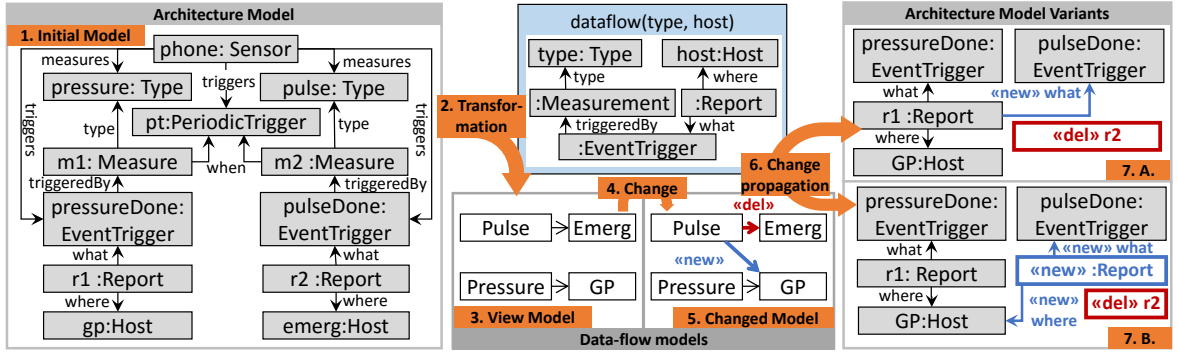 Architecture Model
1. Initial Model
phone: Sensor
measures
measures
triggers
pressure: Type
pulse: Type
triggers
triggers
pt:PeriodicTrigger
type
type
m1: Measure
when
m2 :Measure
triggeredBy
triggeredBy
pressureDone:
EventTrigger
pulseDone:
EventTrigger
what
what
r1 :Report
r2 :Report
where
where
gp:Host
emerg:Host
2. Transfor-
mation
dataflow(type, host)
type: Type
host:Host
type
where
:Measurement
:Report
triggeredBy
what
:EventTrigger
4. Change
6. Change
propagation
«del»
Pulse
Emerg
Pulse
Emerg
«new»
Pressure
GP
Pressure
GP
3. View Model
5. Changed Model
Data-flow models
Architecture Model Variants
pressureDone:
EventTrigger
pulseDone:
EventTrigger
what
«new» what
r1 :Report
where
«del» r2
GP:Host
7. A.
pressureDone:
EventTrigger
pulseDone:
EventTrigger
what
«new» what
r1: Report
«new» :Report
where
«new»
where
«del» r2
GP:Host
7. B.